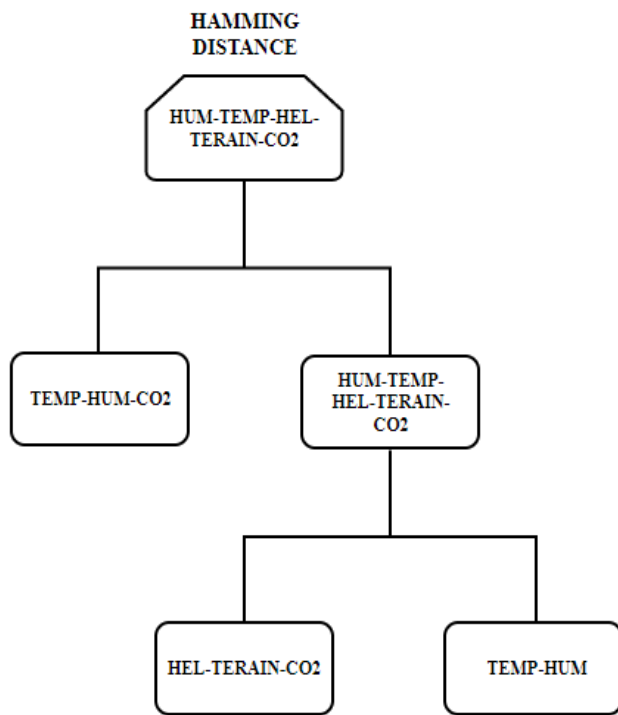 HAMMING
DISTANCE
HUM-TEMP-HEL-
TERAIN-CO2
TEMP-HUM-CO2
HUM-TEMP-
HEL-TERAIN-
CO2
HEL-TERAIN-CO2
TEMP-HUM